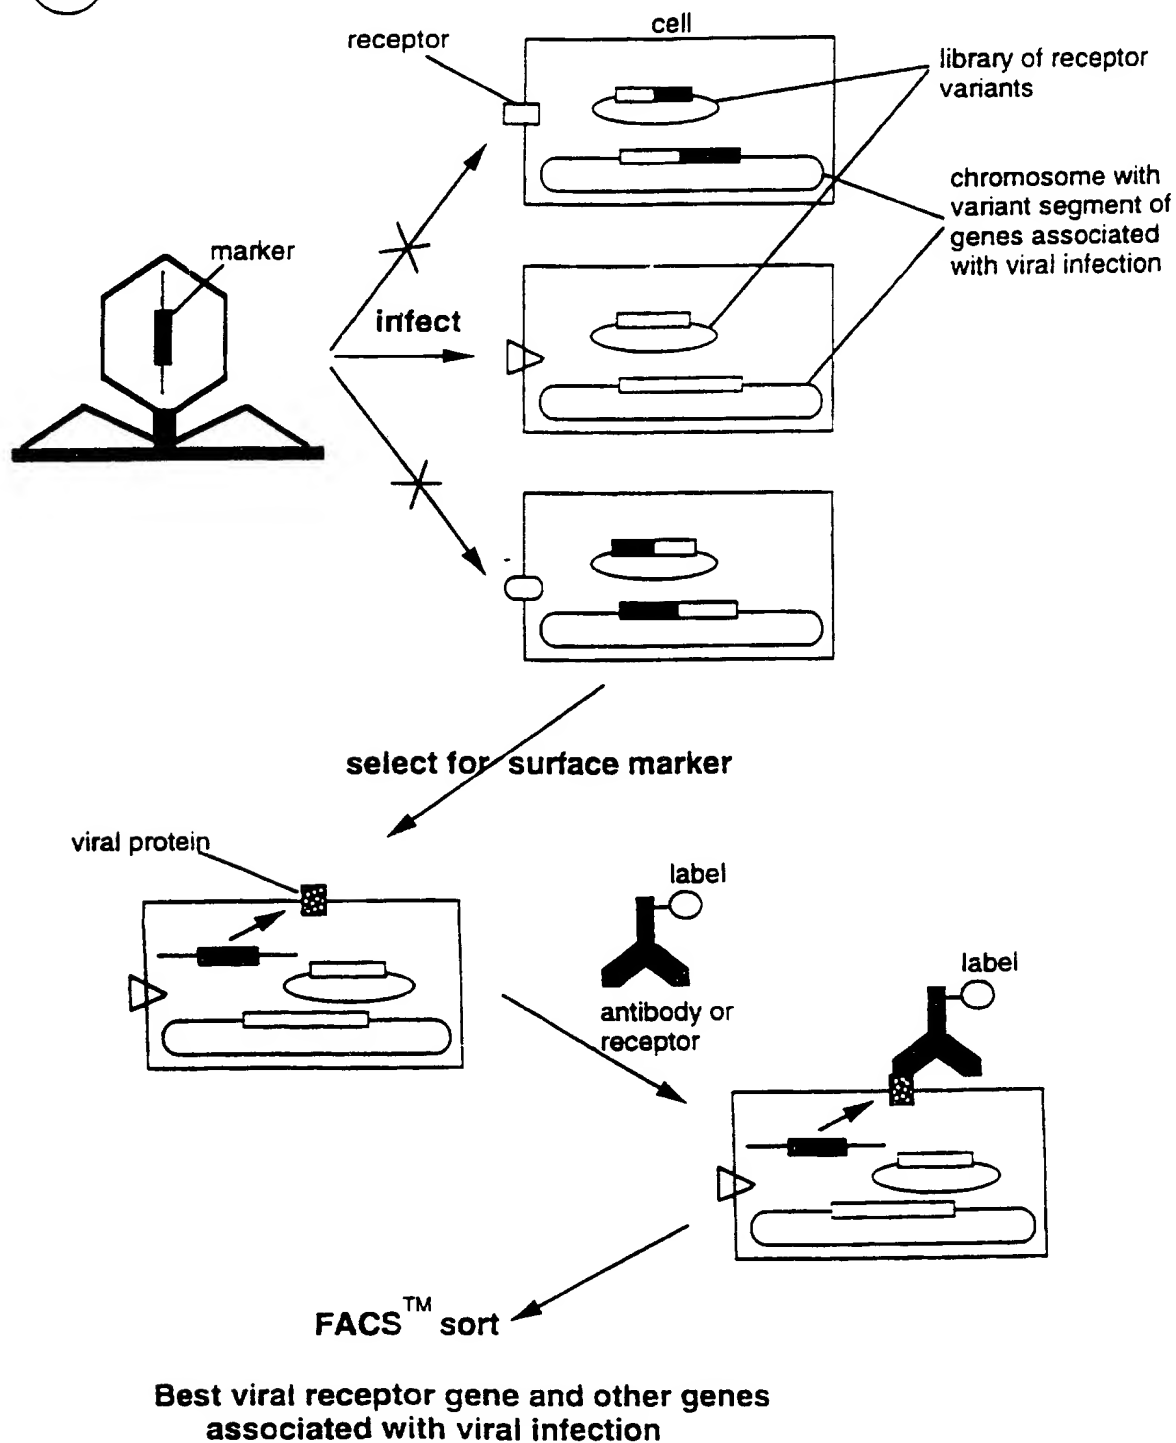 cell
receptor
library of receptor
variants
chromosome with
variant segment of
genes associated
with viral infection
marker
infect
select for surface marker
viral protein
label
antibody or
receptor
label
FACS™ sort
Best viral receptor gene and other genes
associated with viral infection